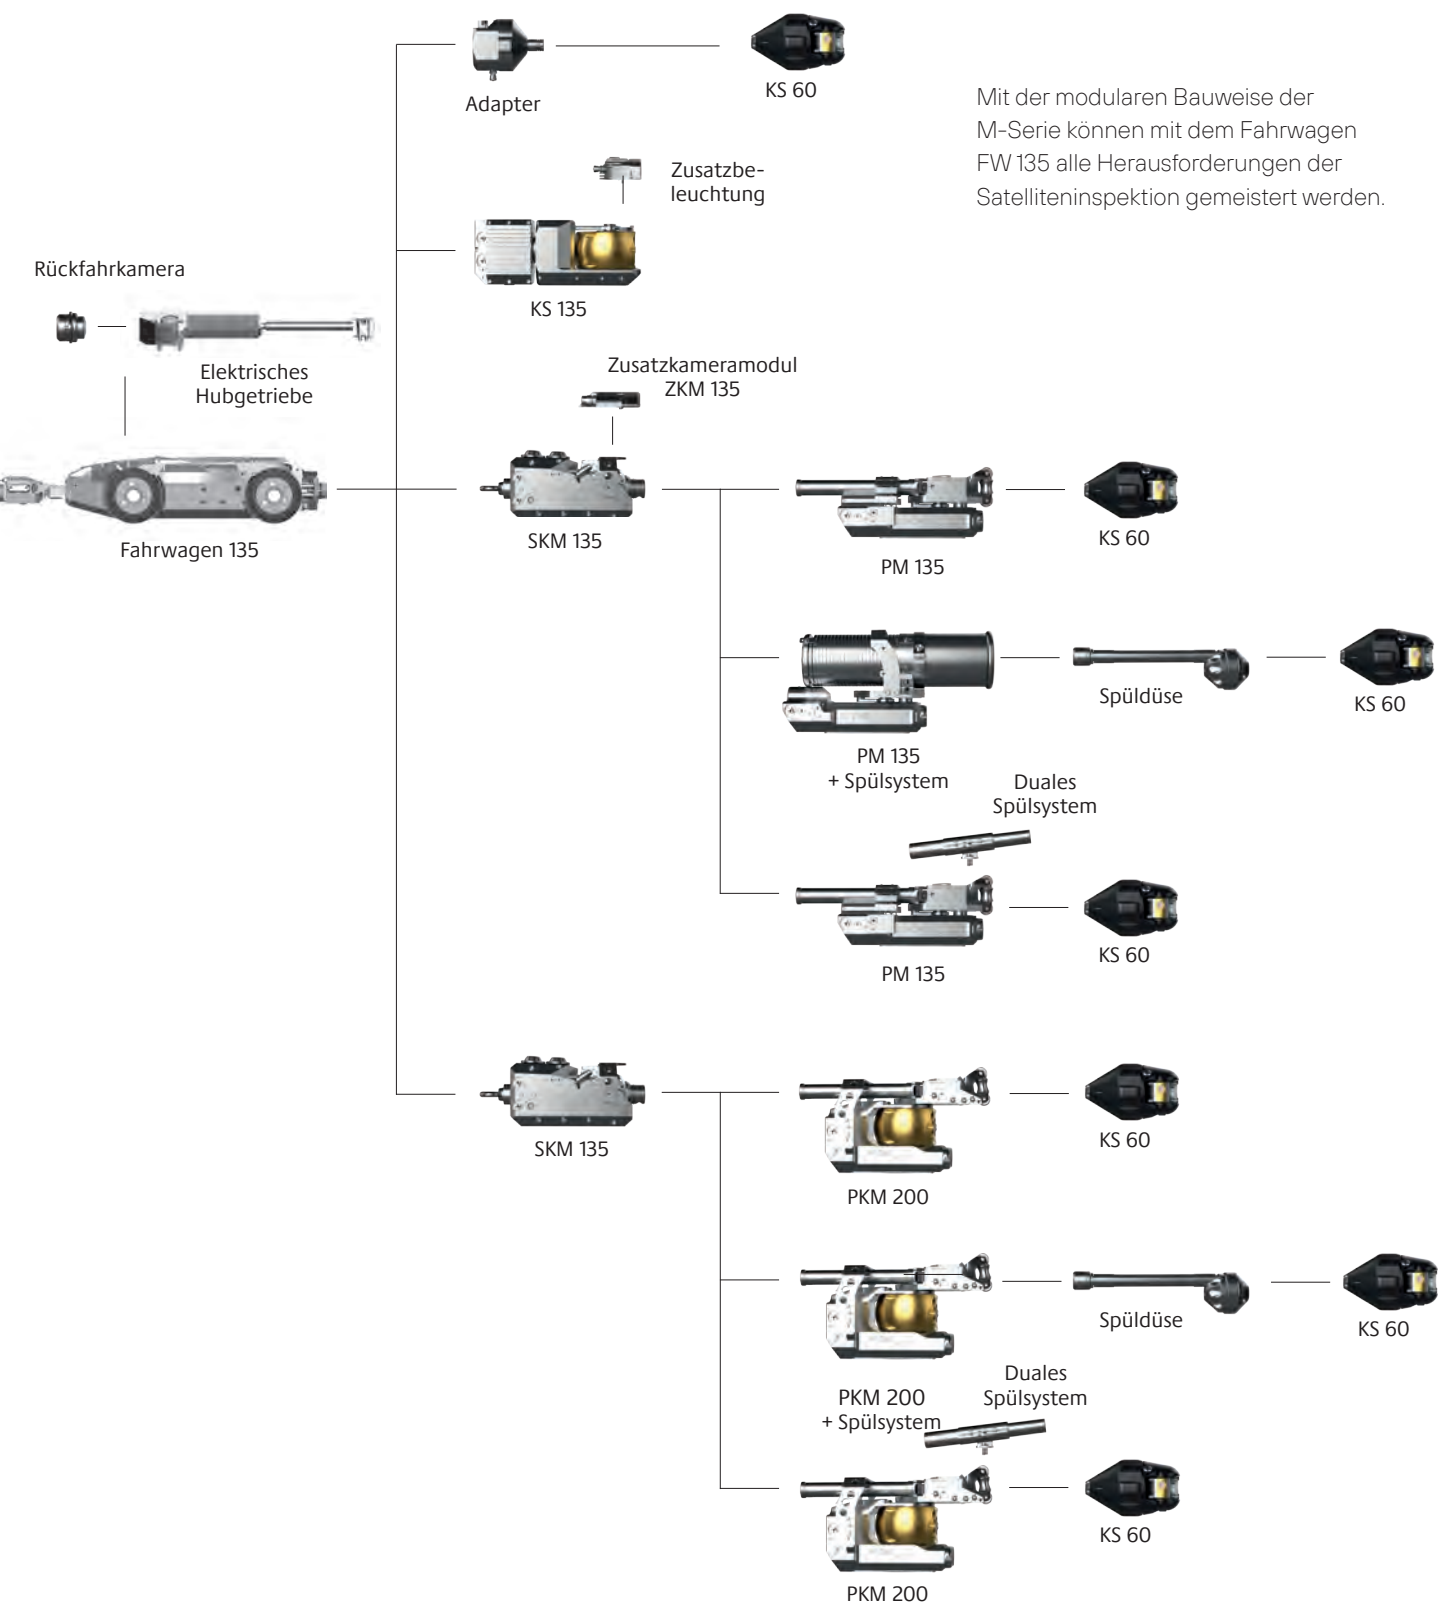 Adapter
KS 60
Mit der modularen Bauweise der
M-Serie können mit dem Fahrwagen
FW 135 alle Herausforderungen der
Satelliteninspektion gemeistert werden.
Zusatzbe-
leuchtung
KS 135
Rückfahrkamera
Elektrisches
Hubgetriebe
Fahrwagen 135
Zusatzkameramodul
ZKM 135
SKM 135
PM 135
KS 60
PM 135
+ Spülsystem
Spüldüse
KS 60
Duales
Spülsystem
PM 135
KS 60
SKM 135
PKM 200
KS 60
PKM 200
+ Spülsystem
Spüldüse
KS 60
Duales
Spülsystem
PKM 200
KS 60